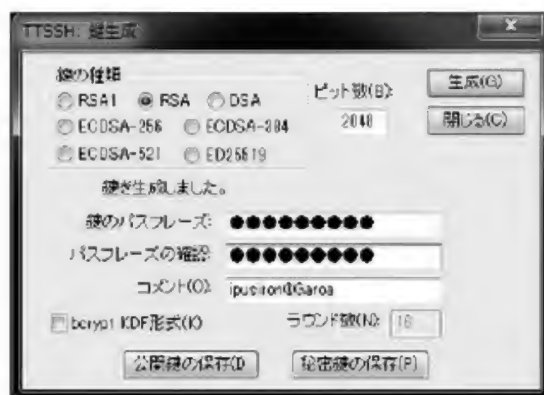 TTSSH: 鍵生成
鍵の種類
RSA1 RSA DSA
ECDSA-256 ECDSA-384
ECDSA-521 ED25519
ビット数(B):
2048
生成(G)
閉じる(C)
鍵を生成しました。
鍵のパスフレーズ: ●●●●●●●●●
パスフレーズの確認: ●●●●●●●●●
コメント(O): ipusiron@Garoa
bcrypt KDF形式(K) ラウンド数(N): 16
公開鍵の保存(I) 秘密鍵の保存(P)